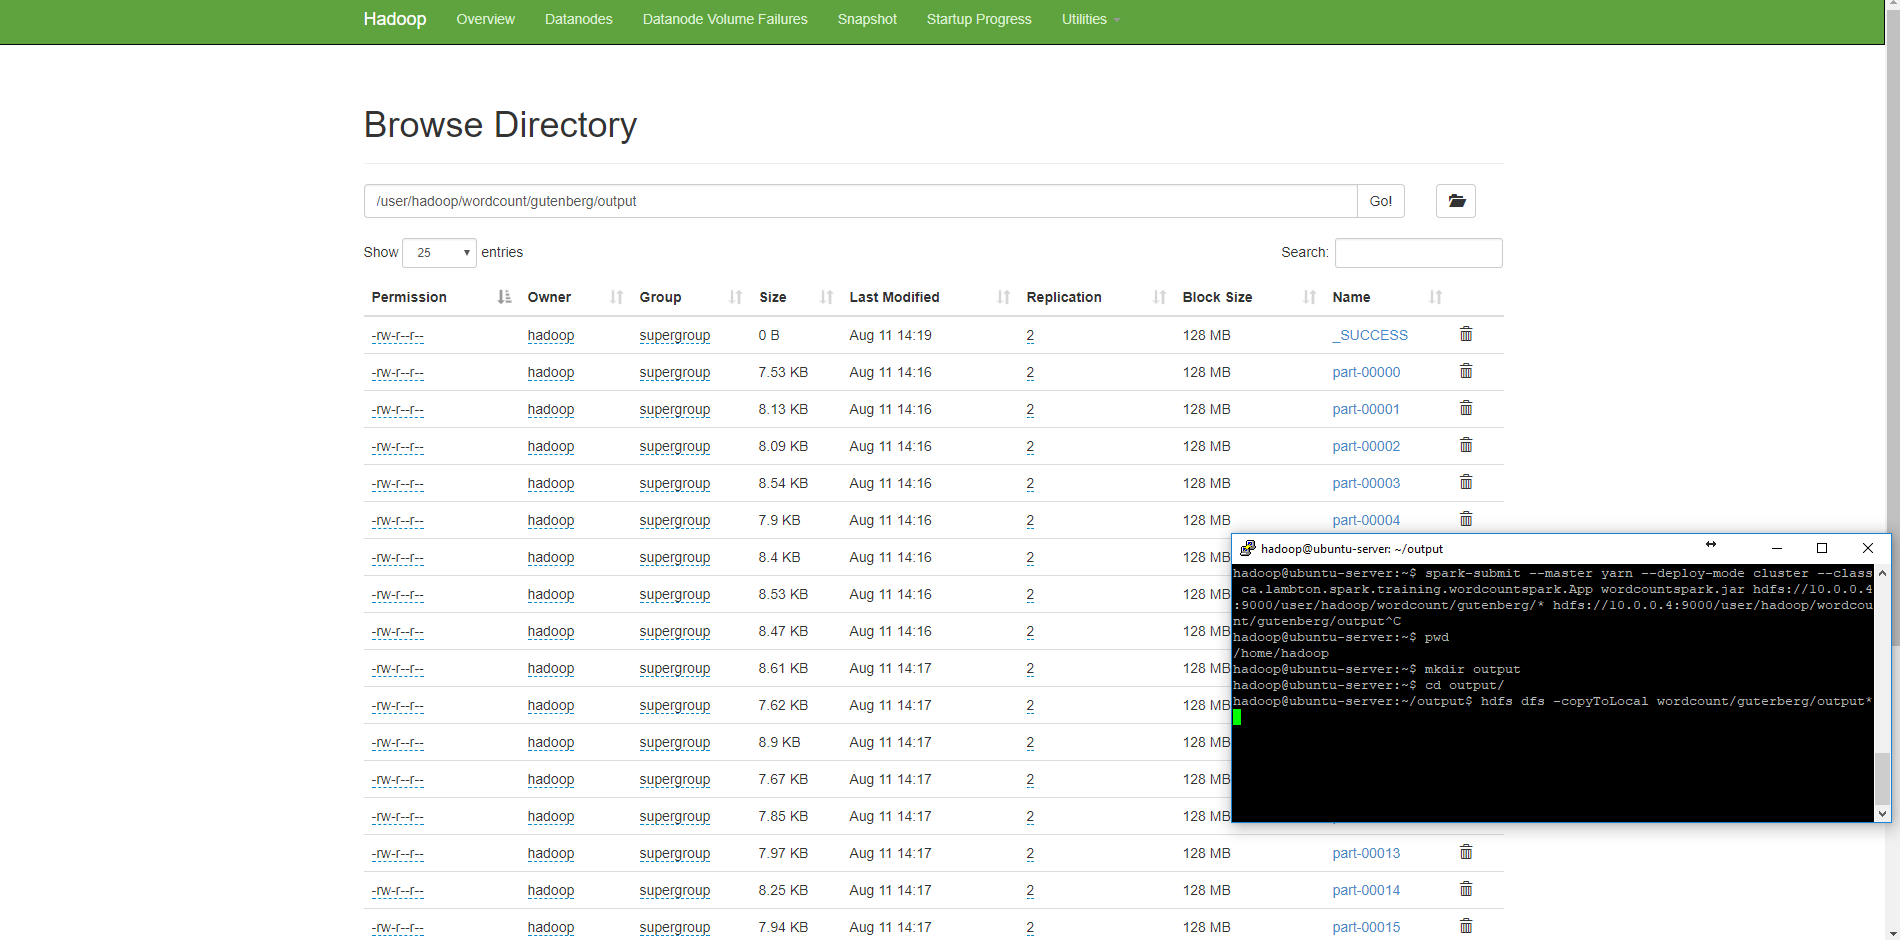 Hadoop Overview Datanodes Datanode Volume Failures Snapshot Startup Progress Utilities
Browse Directory
/user/hadoop/wordcount/gutenberg/output Go!
Show 25 entries Search:
Permission Owner Group Size Last Modified Replication Block Size Name
-rw-r--r-- hadoop supergroup 0 B Aug 11 14:19 2 128 MB _SUCCESS
-rw-r--r-- hadoop supergroup 7.53 KB Aug 11 14:16 2 128 MB part-00000
-rw-r--r-- hadoop supergroup 8.13 KB Aug 11 14:16 2 128 MB part-00001
-rw-r--r-- hadoop supergroup 8.09 KB Aug 11 14:16 2 128 MB part-00002
-rw-r--r-- hadoop supergroup 8.54 KB Aug 11 14:16 2 128 MB part-00003
-rw-r--r-- hadoop supergroup 7.9 KB Aug 11 14:16 2 128 MB part-00004
-rw-r--r-- hadoop supergroup 8.4 KB Aug 11 14:16 2 128 MB
-rw-r--r-- hadoop supergroup 8.53 KB Aug 11 14:16 2 128 MB
-rw-r--r-- hadoop supergroup 8.47 KB Aug 11 14:16 2 128 MB
-rw-r--r-- hadoop supergroup 8.61 KB Aug 11 14:17 2 128 MB
-rw-r--r-- hadoop supergroup 7.62 KB Aug 11 14:17 2 128 MB
-rw-r--r-- hadoop supergroup 8.9 KB Aug 11 14:17 2 128 MB
-rw-r--r-- hadoop supergroup 7.67 KB Aug 11 14:17 2 128 MB
-rw-r--r-- hadoop supergroup 7.85 KB Aug 11 14:17 2 128 MB
-rw-r--r-- hadoop supergroup 7.97 KB Aug 11 14:17 2 128 MB part-00013
-rw-r--r-- hadoop supergroup 8.25 KB Aug 11 14:17 2 128 MB part-00014
-rw-r--r-- hadoop supergroup 7.94 KB Aug 11 14:17 2 128 MB part-00015
hadoop@ubuntu-server: ~/output
hadoop@ubuntu-server:~$ spark-submit --master yarn --deploy-mode cluster --class
ca.lambton.spark.training.wordcountspark.App wordcountspark.jar hdfs://10.0.0.4
:9000/user/hadoop/wordcount/gutenberg/* hdfs://10.0.0.4:9000/user/hadoop/wordcou
nt/gutenberg/output^C
hadoop@ubuntu-server:~$ pwd
/home/hadoop
hadoop@ubuntu-server:~$ mkdir output
hadoop@ubuntu-server:~$ cd output/
hadoop@ubuntu-server:~/output$ hdfs dfs -copyToLocal wordcount/guterberg/output*